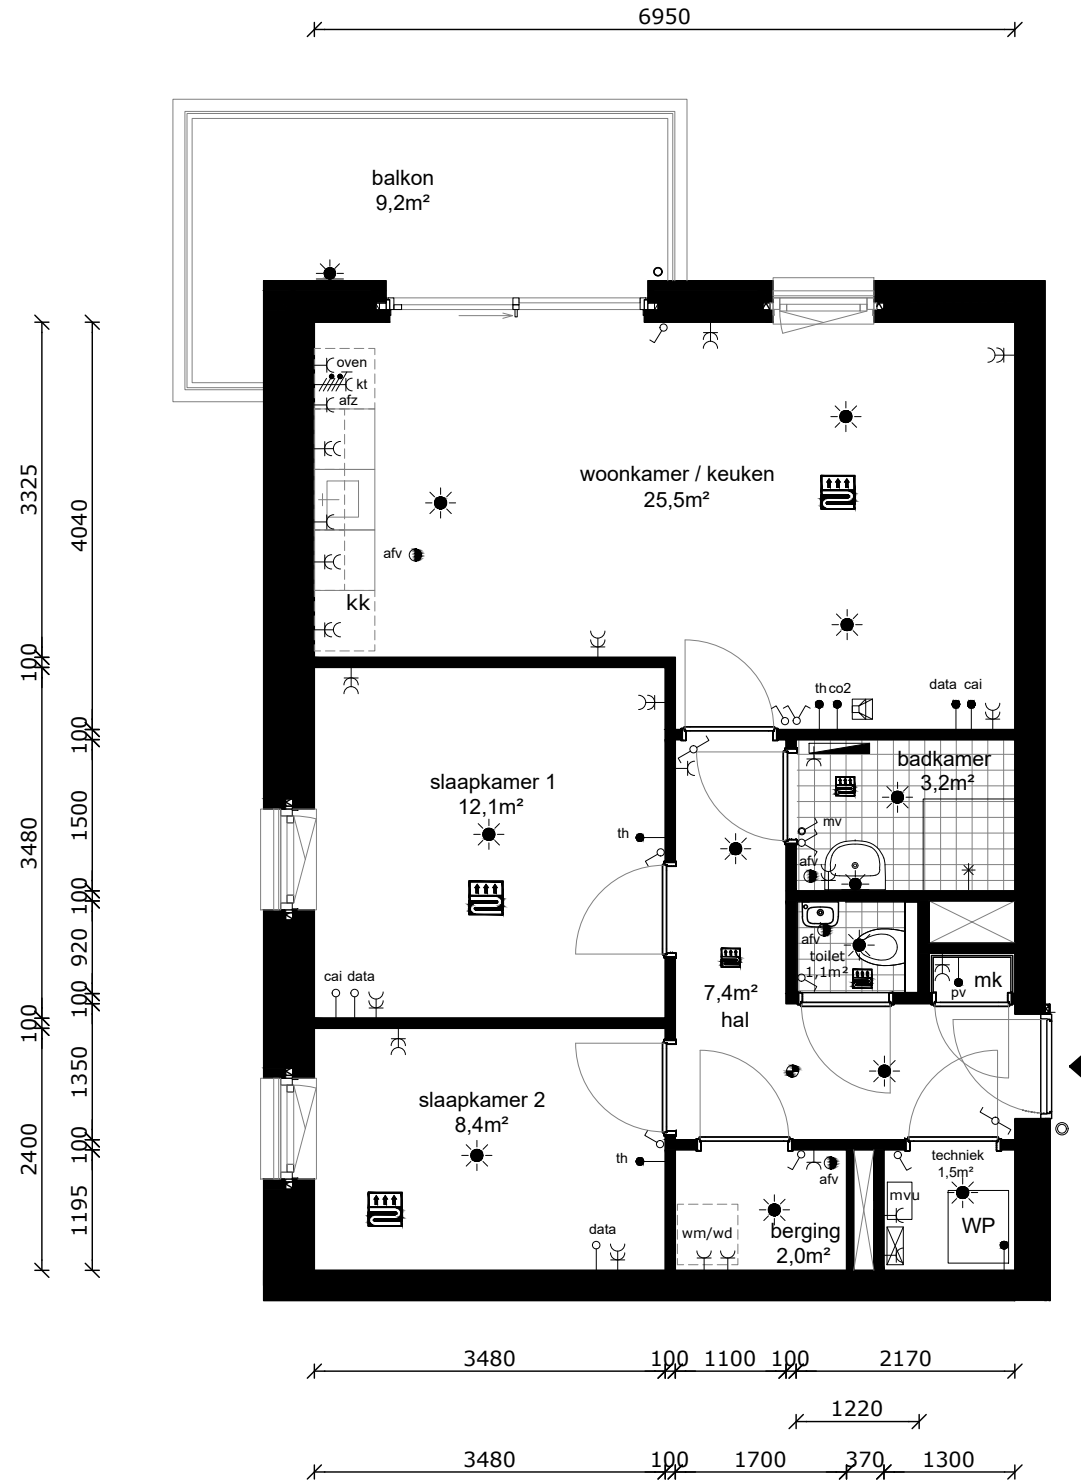 6950
balkon
9,2m²
oven
kt
afz
woonkamer / keuken
25,5m²
afv
kk
3325
4040
100
100
th co2
data cai
slaapkamer 1
12,1m²
th
cai data
badkamer
3,2m²
mv
afv
afv
toilet
1,1m²
pv
mk
7,4m²
hal
3480
1500
100
920
100
100
1350
slaapkamer 2
8,4m²
th
data
2400
100
1195
wm/wd
afv
berging
2,0m²
techniek
1,5m²
mvu
WP
3480 100 1100 100 2170
1220
3480 100 1700 370 1300